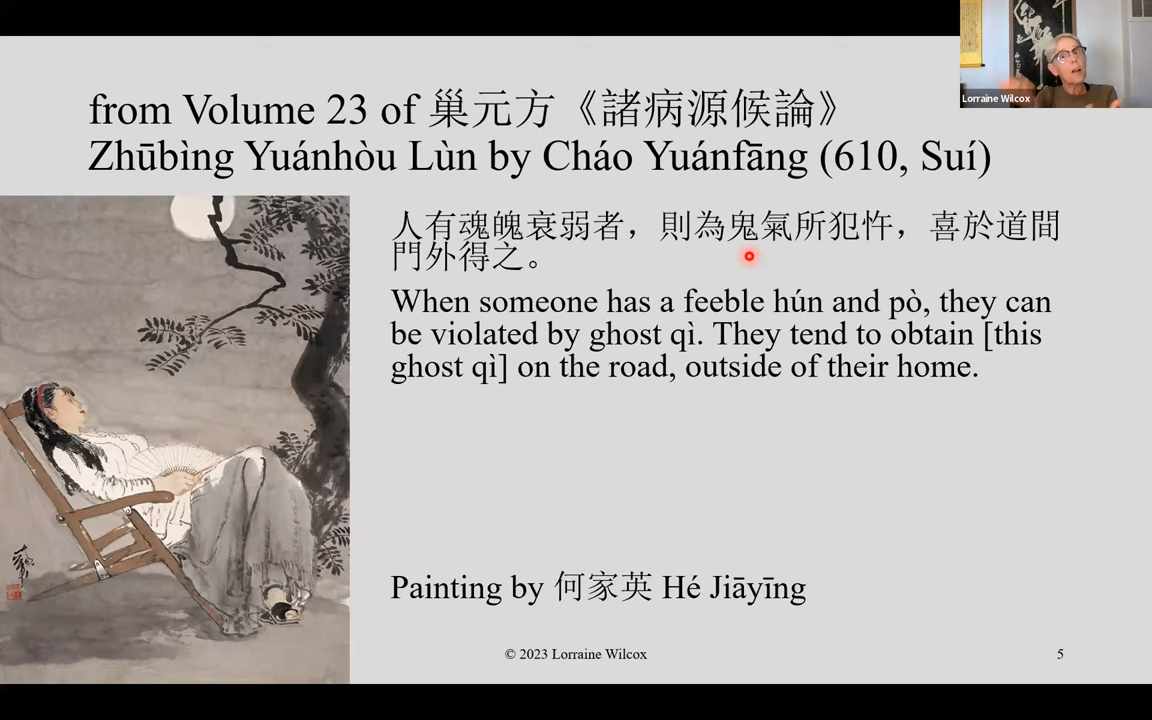 Lorraine Wilcox
from Volume 23 of 巢元方《諸病源候論》
Zhūbìng Yuánhòu Lùn by Cháo Yuánfāng (610, Suí)
人有魂魄衰弱者，則為鬼氣所犯忤，喜於道間
門外得之。
When someone has a feeble hún and pò, they can
be violated by ghost qì. They tend to obtain [this
ghost qì] on the road, outside of their home.
Painting by 何家英 Hé Jiāyīng
© 2023 Lorraine Wilcox
5